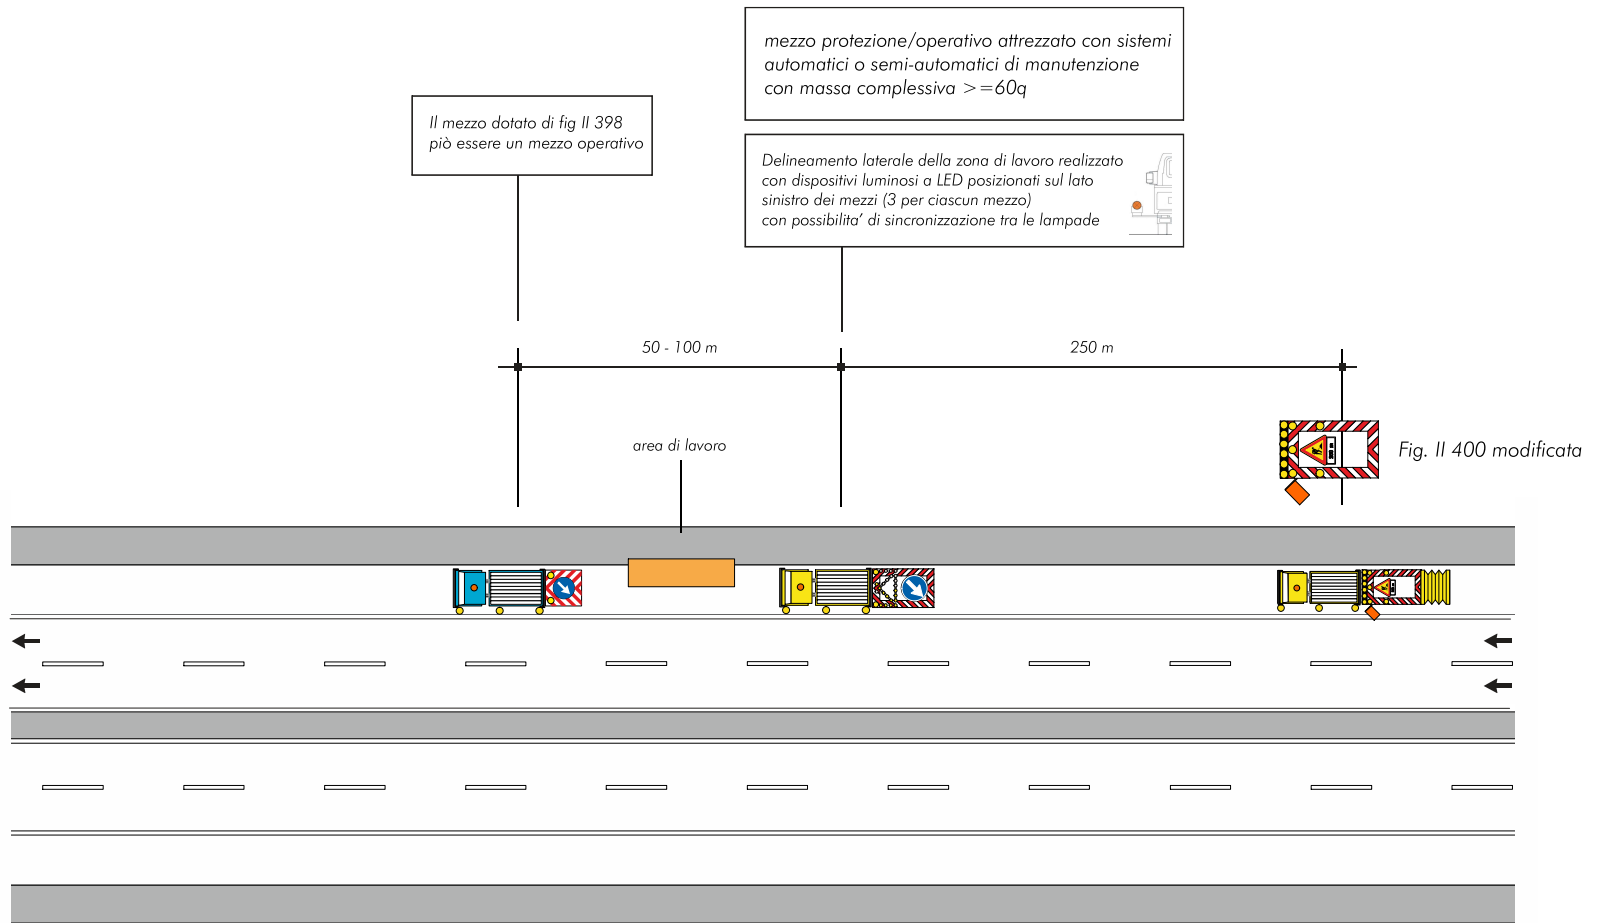 mezzo protezione/operativo attrezzato con sistemi
automatici o semi-automatici di manutenzione
con massa complessiva >=60q
Il mezzo dotato di fig II 398
piò essere un mezzo operativo
Delineamento laterale della zona di lavoro realizzato
con dispositivi luminosi a LED posizionati sul lato
sinistro dei mezzi (3 per ciascun mezzo)
con possibilita' di sincronizzazione tra le lampade
50 - 100 m
250 m
area di lavoro
Fig. II 400 modificata